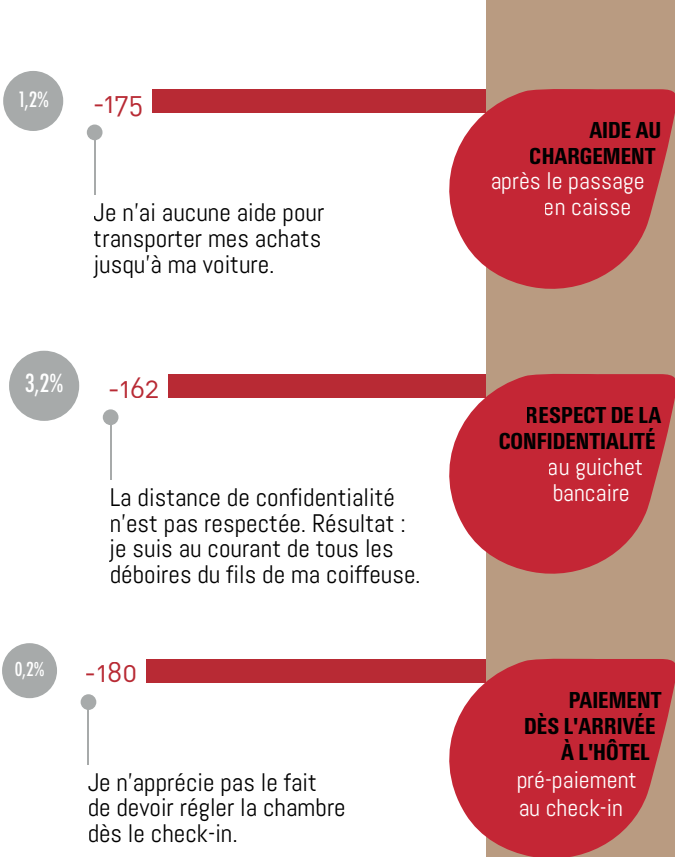 1,2%
-175
AIDE AU
CHARGEMENT
après le passage
en caisse
Je n'ai aucune aide pour
transporter mes achats
jusqu'à ma voiture.
3,2%
-162
RESPECT DE LA
CONFIDENTIALITÉ
au guichet
bancaire
La distance de confidentialité
n'est pas respectée. Résultat :
je suis au courant de tous les
déboires du fils de ma coiffeuse.
0,2%
-180
PAIEMENT
DÈS L'ARRIVÉE
À L'HÔTEL
pré-paiement
au check-in
Je n'apprécie pas le fait
de devoir régler la chambre
dès le check-in.